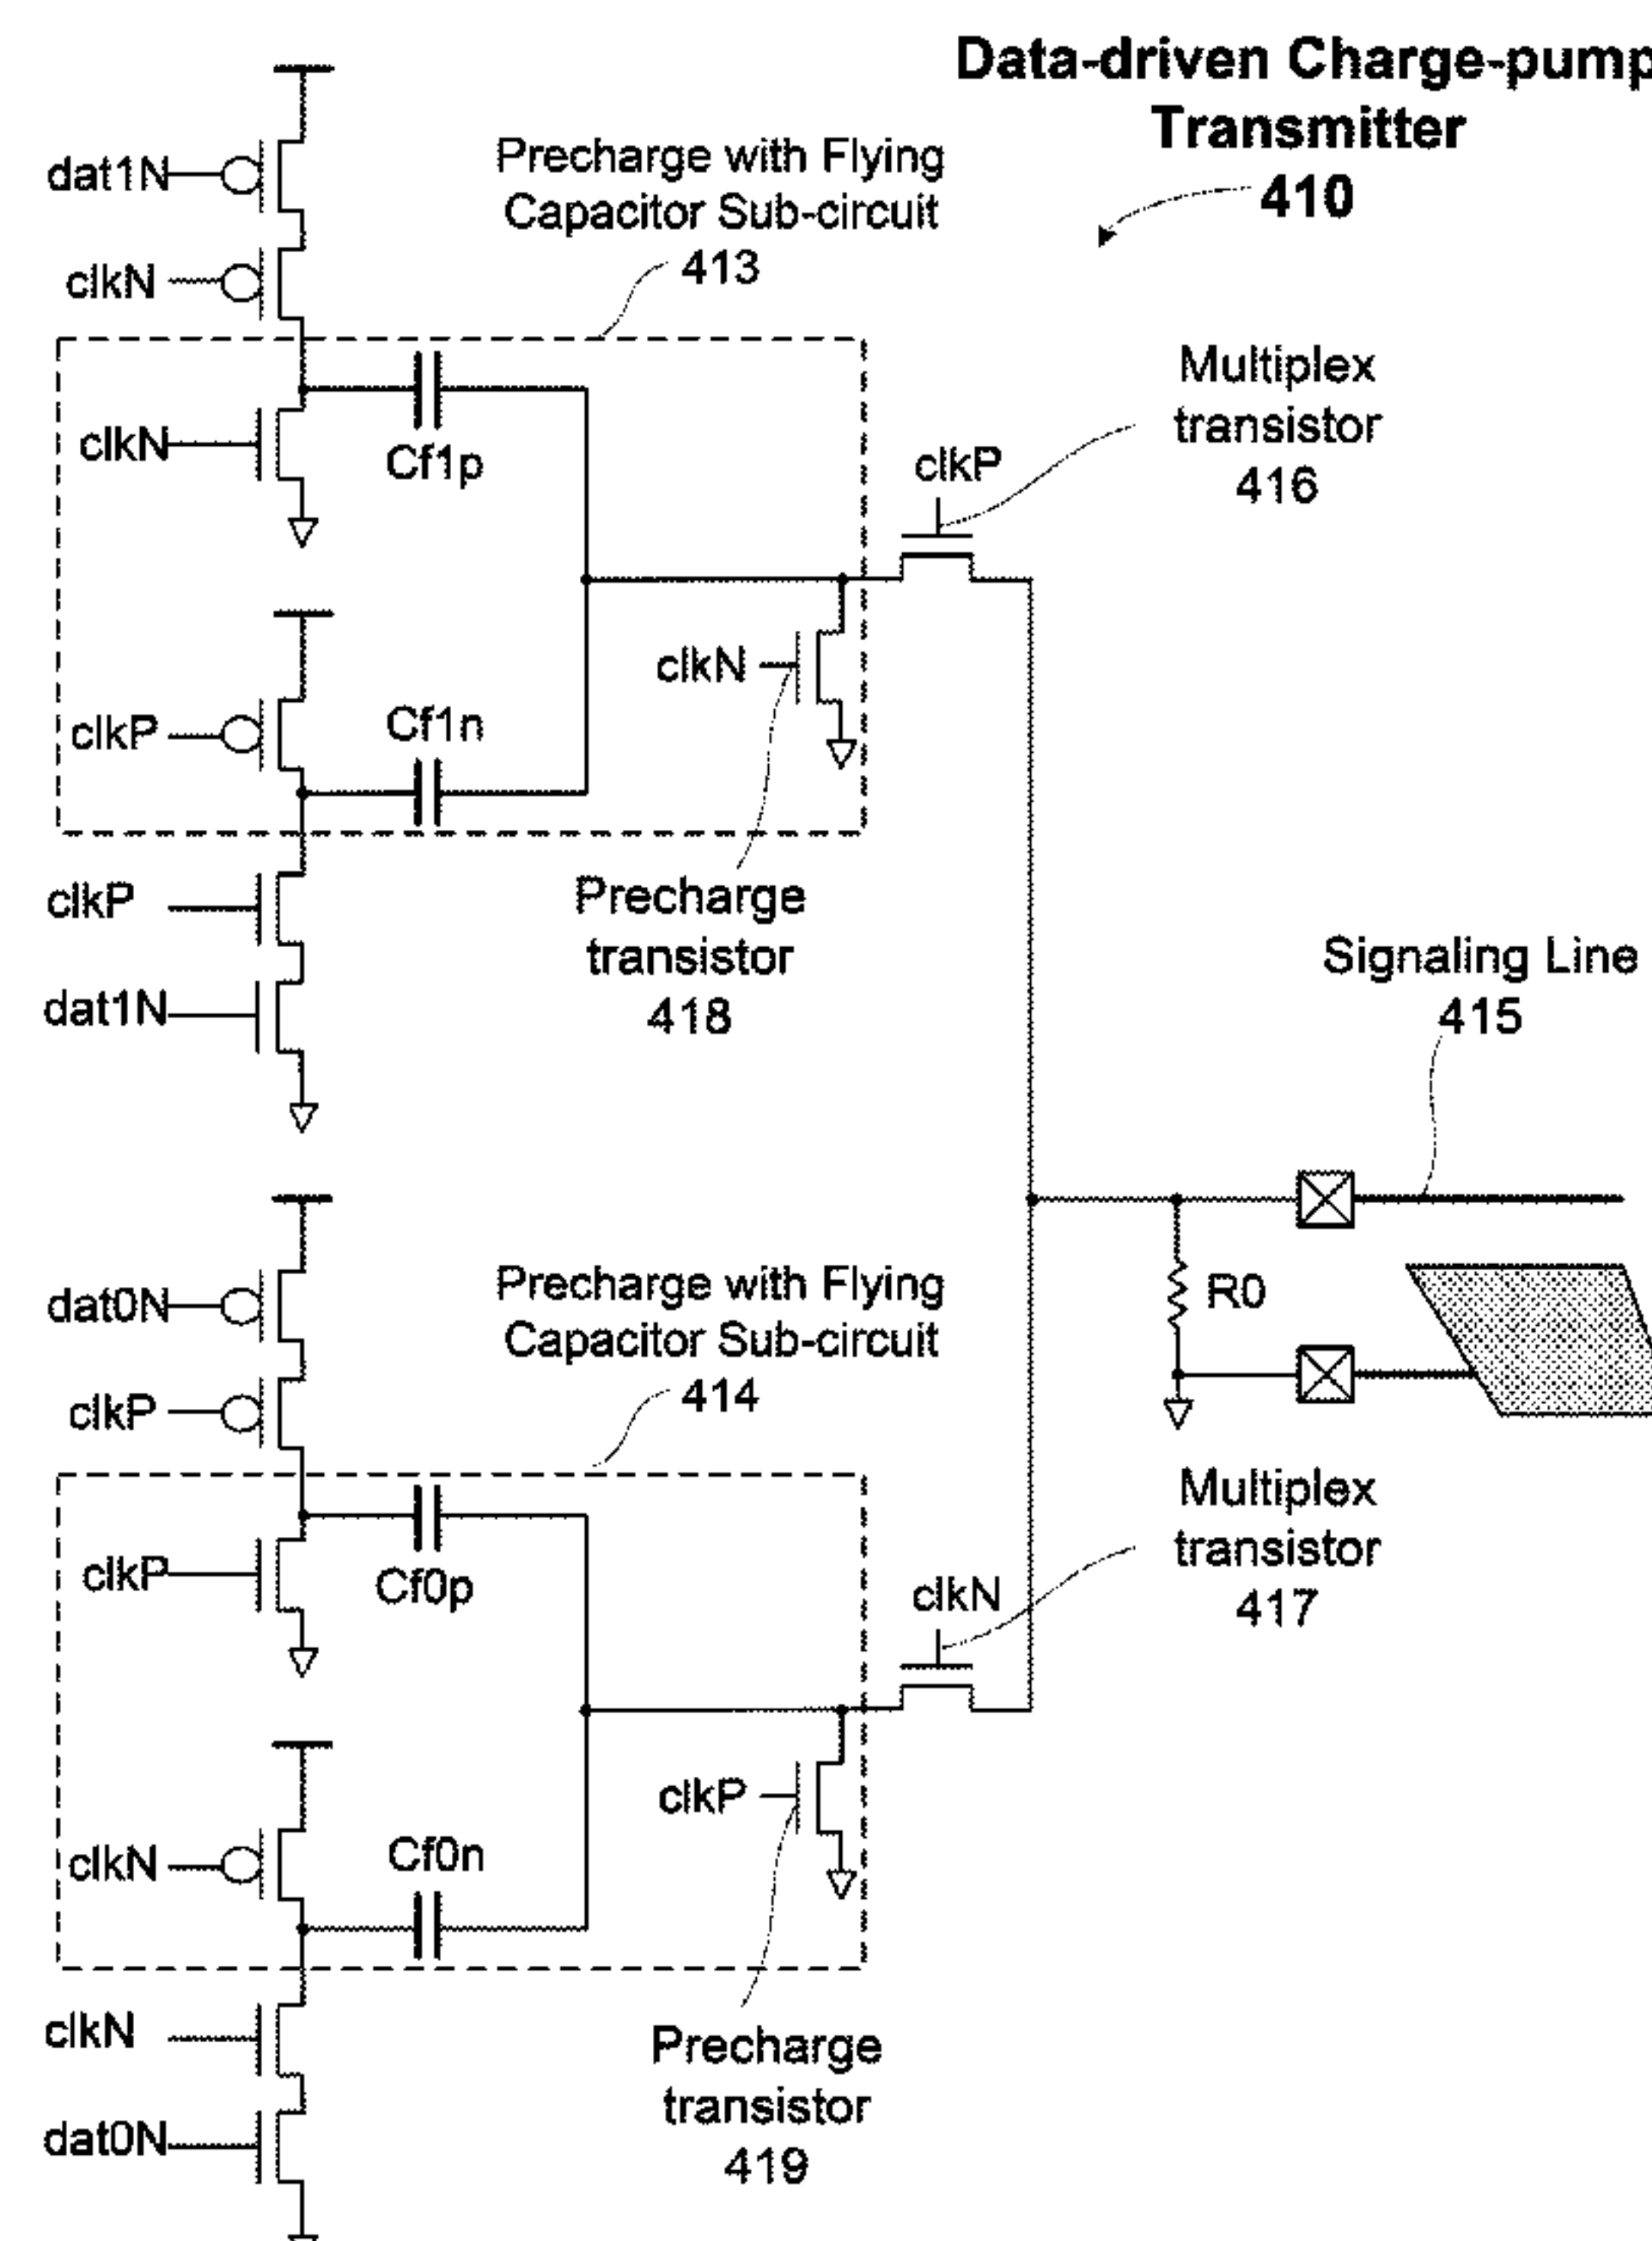 Data-driven Charge-pump
Transmitter
410
dat1N
Precharge with Flying
Capacitor Sub-circuit
413
clkN
clkN
Cf1p
Multiplex
transistor
416
clkP
clkN
clkP
Cf1n
clkP
Precharge
transistor
418
dat1N
Signaling Line
415
dat0N
Precharge with Flying
Capacitor Sub-circuit
414
R0
clkP
clkP
Cf0p
Multiplex
transistor
417
clkN
clkP
clkN
Cf0n
clkN
Precharge
transistor
419
dat0N